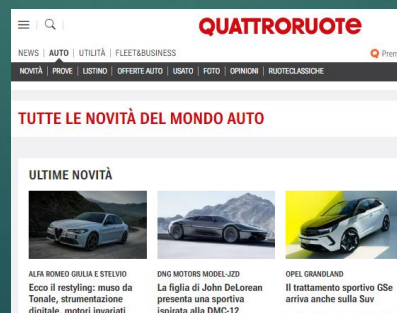 QUATTRORUOTe
NEWS | AUTO | UTILITÀ | FLEET&BUSINESS
Prem
NOVITÀ | PROVE | LISTINO | OFFERTE AUTO | USATO | FOTO | OPINIONI | RUOTECLASSICHE
TUTTE LE NOVITÀ DEL MONDO AUTO
ULTIME NOVITÀ
ALFA ROMEO GIULIA E STELVIO
Ecco il restyling: muso da
Tonale, strumentazione
digitale, motori invariati
DNG MOTORS MODEL-JZD
La figlia di John DeLorean
presenta una sportiva
ispirata alla DMC-12
OPEL GRANDLAND
Il trattamento sportivo GSe
arriva anche sulla Suv